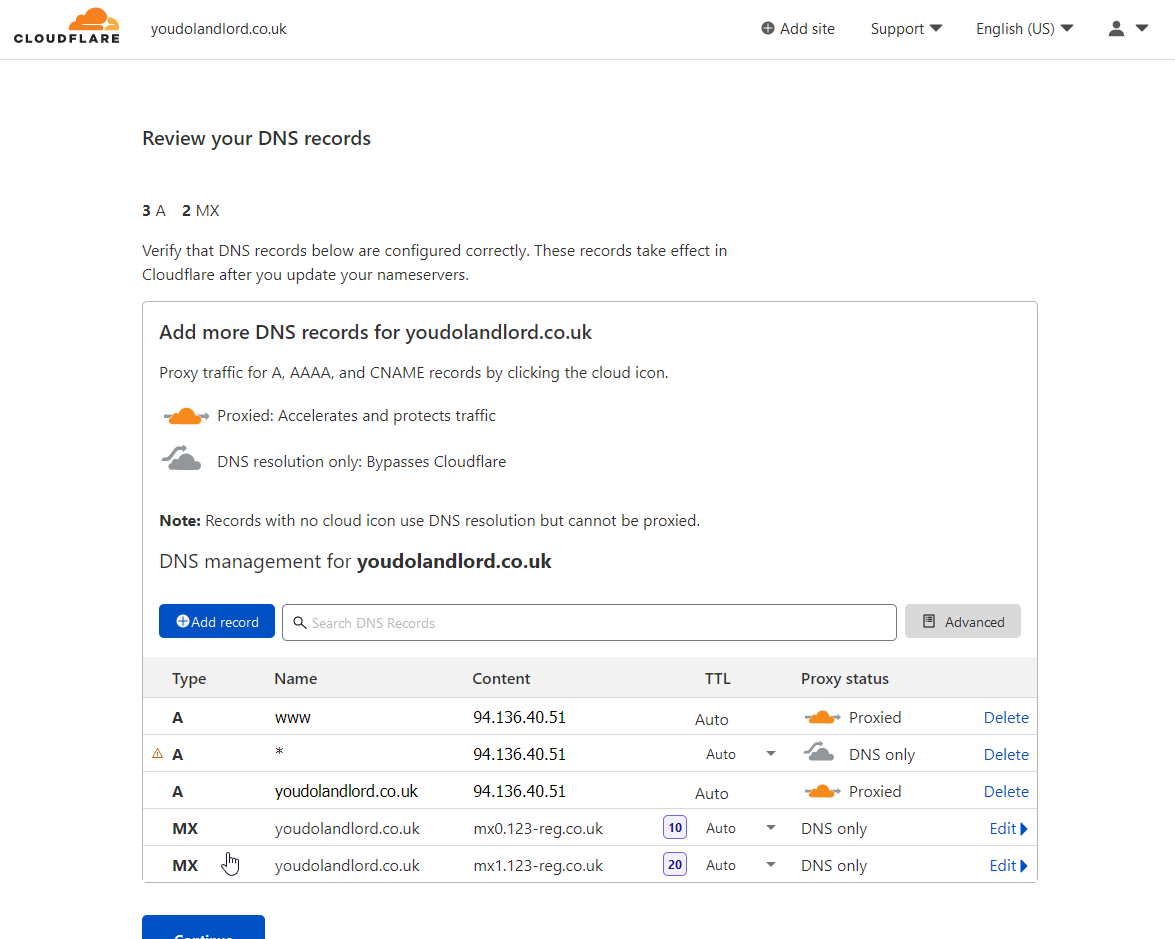 CLOUDFLARE youdolandlord.co.uk Add site Support English (US)
Review your DNS records
3 A 2 MX
Verify that DNS records below are configured correctly. These records take effect in
Cloudflare after you update your nameservers.
Add more DNS records for youdolandlord.co.uk
Proxy traffic for A, AAAA, and CNAME records by clicking the cloud icon.
Proxied: Accelerates and protects traffic
DNS resolution only: Bypasses Cloudflare
Note: Records with no cloud icon use DNS resolution but cannot be proxied.
DNS management for youdolandlord.co.uk
Add record Search DNS Records Advanced
Type Name Content TTL Proxy status
A www 94.136.40.51 Auto Proxied Delete
A * 94.136.40.51 Auto DNS only Delete
A youdolandlord.co.uk 94.136.40.51 Auto Proxied Delete
MX youdolandlord.co.uk mx0.123-reg.co.uk 10 Auto DNS only Edit
MX youdolandlord.co.uk mx1.123-reg.co.uk 20 Auto DNS only Edit
Continue